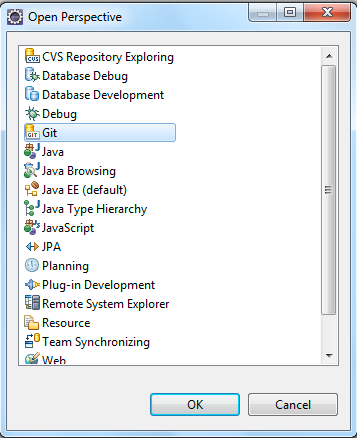 Open Perspective
CVS Repository Exploring
Database Debug
Database Development
Debug
Git
Java
Java Browsing
Java EE (default)
Java Type Hierarchy
JavaScript
JPA
Planning
Plug-in Development
Remote System Explorer
Resource
Team Synchronizing
Web
OK
Cancel